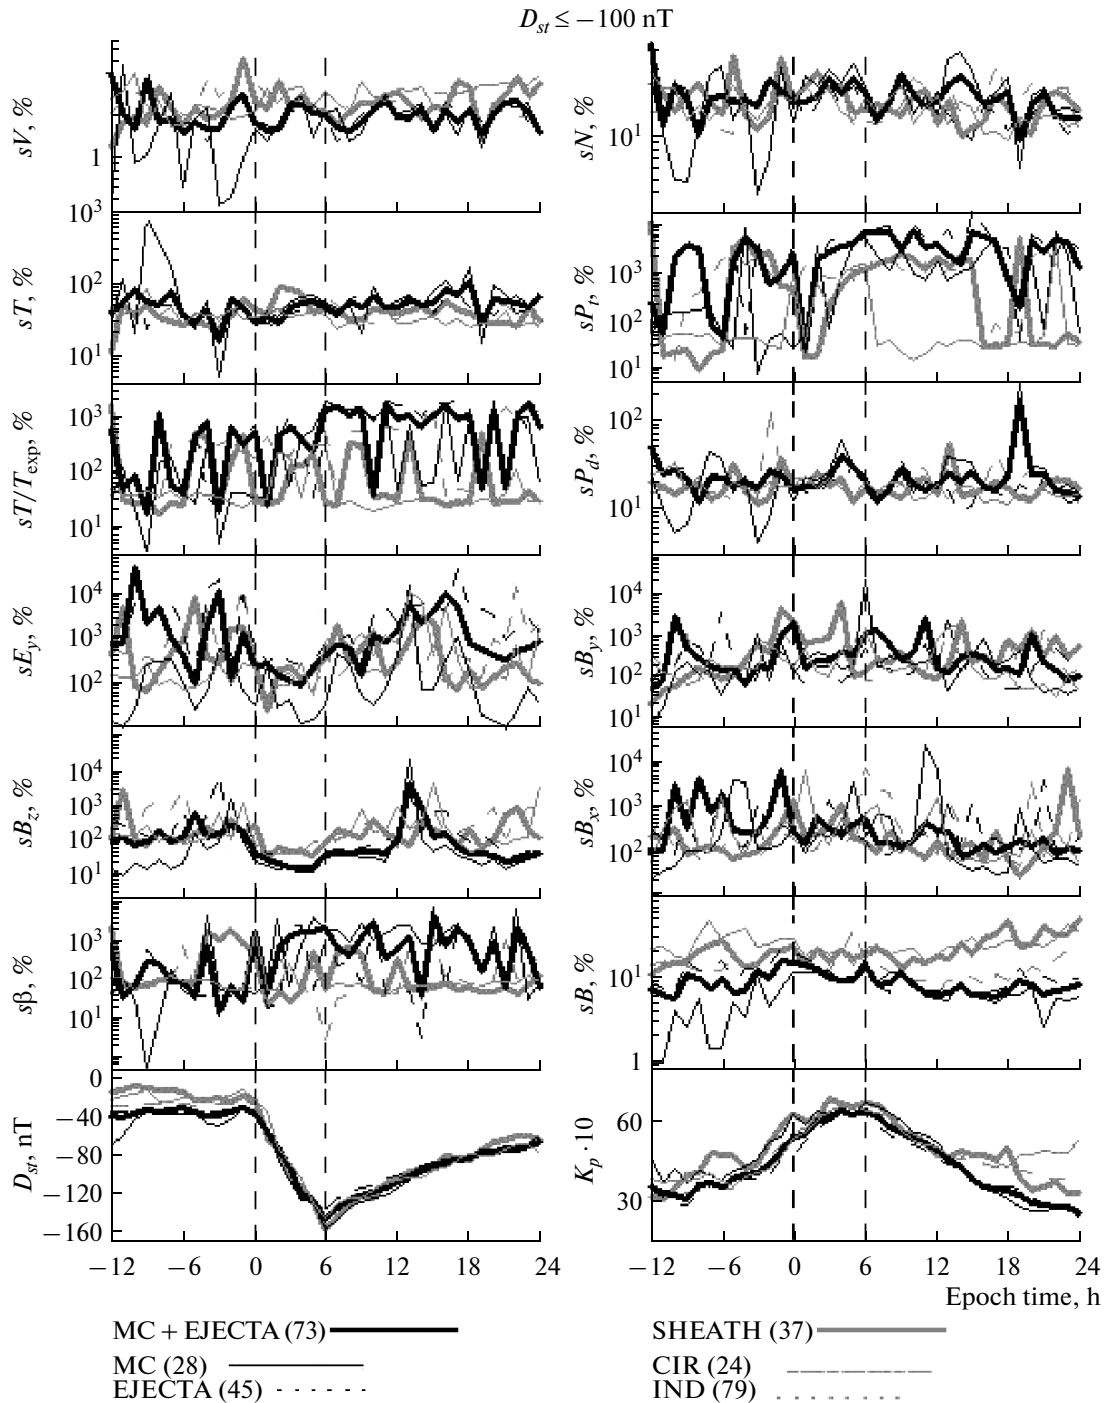 D_st ≤ −100 nT
sV, %
1
sN, %
10^1
sT, %
10^3
10^2
10^1
sP_t, %
10^3
10^2
10^1
sT/T_exp, %
10^3
10^2
10^1
sP_d, %
10^2
10^1
sE_y, %
10^4
10^3
10^2
sB_y, %
10^4
10^3
10^2
10^1
sB_z, %
10^4
10^3
10^2
10^1
sB_x, %
10^4
10^3
10^2
sβ, %
10^3
10^2
10^1
sB, %
10^1
1
D_st, nT
0
−40
−80
−120
−160
K_p · 10
60
30
−12 −6 0 6 12 18 24
−12 −6 0 6 12 18 24
Epoch time, h
MC + EJECTA (73)
MC (28)
EJECTA (45)
SHEATH (37)
CIR (24)
IND (79)